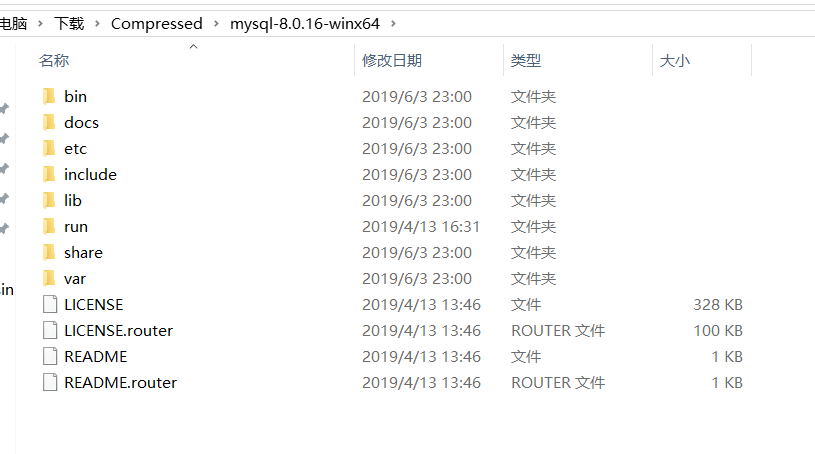 电脑 › 下载 › Compressed › mysql-8.0.16-winx64 ›
名称 修改日期 类型 大小
bin 2019/6/3 23:00 文件夹
docs 2019/6/3 23:00 文件夹
etc 2019/6/3 23:00 文件夹
include 2019/6/3 23:00 文件夹
lib 2019/6/3 23:00 文件夹
run 2019/4/13 16:31 文件夹
share 2019/6/3 23:00 文件夹
var 2019/6/3 23:00 文件夹
in LICENSE 2019/4/13 13:46 文件 328 KB
LICENSE.router 2019/4/13 13:46 ROUTER 文件 100 KB
README 2019/4/13 13:46 文件 1 KB
README.router 2019/4/13 13:46 ROUTER 文件 1 KB